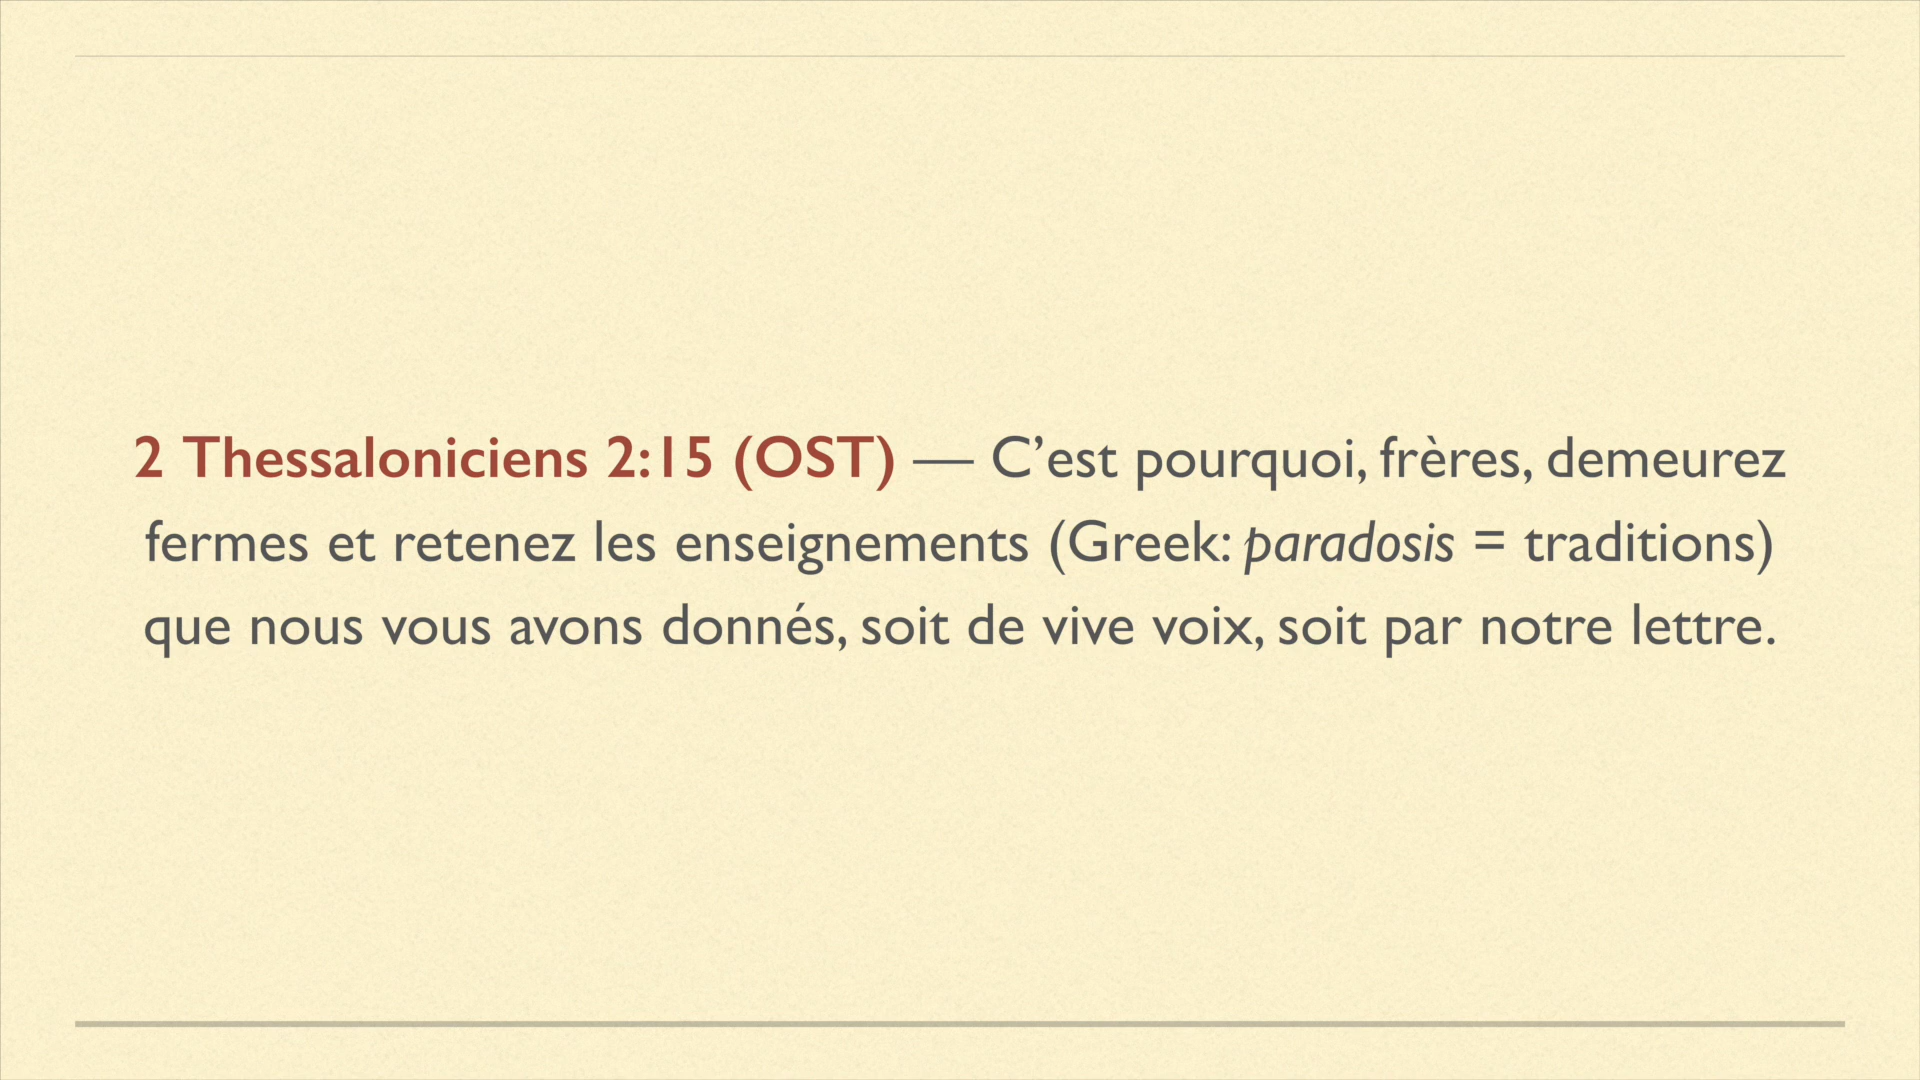 2 Thessaloniciens 2:15 (OST) — C’est pourquoi, frères, demeurez
fermes et retenez les enseignements (Greek: paradosis = traditions)
que nous vous avons donnés, soit de vive voix, soit par notre lettre.